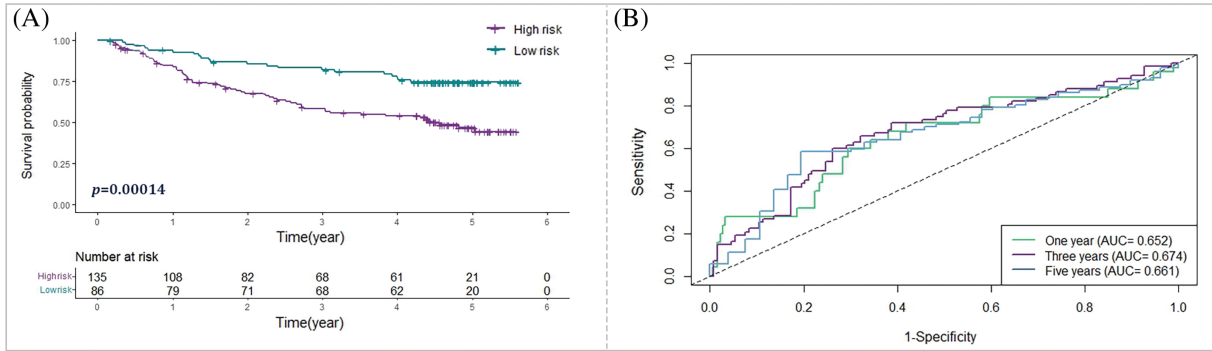 (A)
High risk
Low risk
1.00
0.75
0.50
0.25
0.00
Survival probability
p=0.00014
0 1 2 3 4 5 6
Time(year)
Number at risk
Highrisk 135 108 82 68 61 21 0
Lowrisk 86 79 71 68 62 20 0
0 1 2 3 4 5 6
Time(year)
(B)
1.0
0.8
0.6
0.4
0.2
0.0
Sensitivity
One year (AUC= 0.652)
Three years (AUC= 0.674)
Five years (AUC= 0.661)
0.0 0.2 0.4 0.6 0.8 1.0
1-Specificity